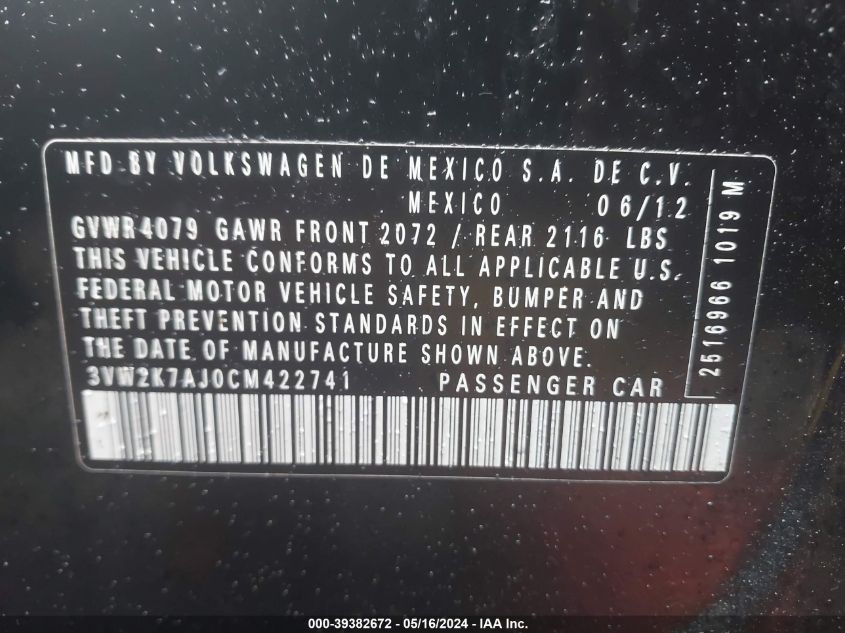 MFD BY VOLKSWAGEN DE MEXICO S.A. DE C.V.
MEXICO 06/12
GVWR4079 GAWR FRONT 2072 / REAR 2116 LBS
THIS VEHICLE CONFORMS TO ALL APPLICABLE U.S.
FEDERAL MOTOR VEHICLE SAFETY, BUMPER AND
THEFT PREVENTION STANDARDS IN EFFECT ON
THE DATE OF MANUFACTURE SHOWN ABOVE.
3VW2K7AJ0CM422741 PASSENGER CAR
2516966 1019 M
000-39382672 - 05/16/2024 - IAA Inc.